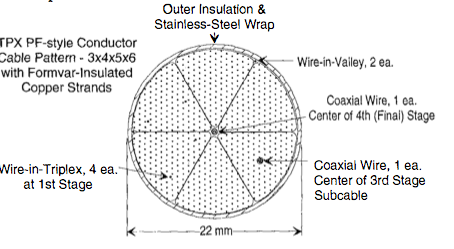 Outer Insulation &
Stainless-Steel Wrap
TPX PF-style Conductor
Cable Pattern - 3x4x5x6
with Formvar-Insulated
Copper Strands
Wire-in-Valley, 2 ea.
Coaxial Wire, 1 ea.
Center of 4th (Final) Stage
Wire-in-Triplex, 4 ea.
at 1st Stage
Coaxial Wire, 1 ea.
Center of 3rd Stage
Subcable
22 mm